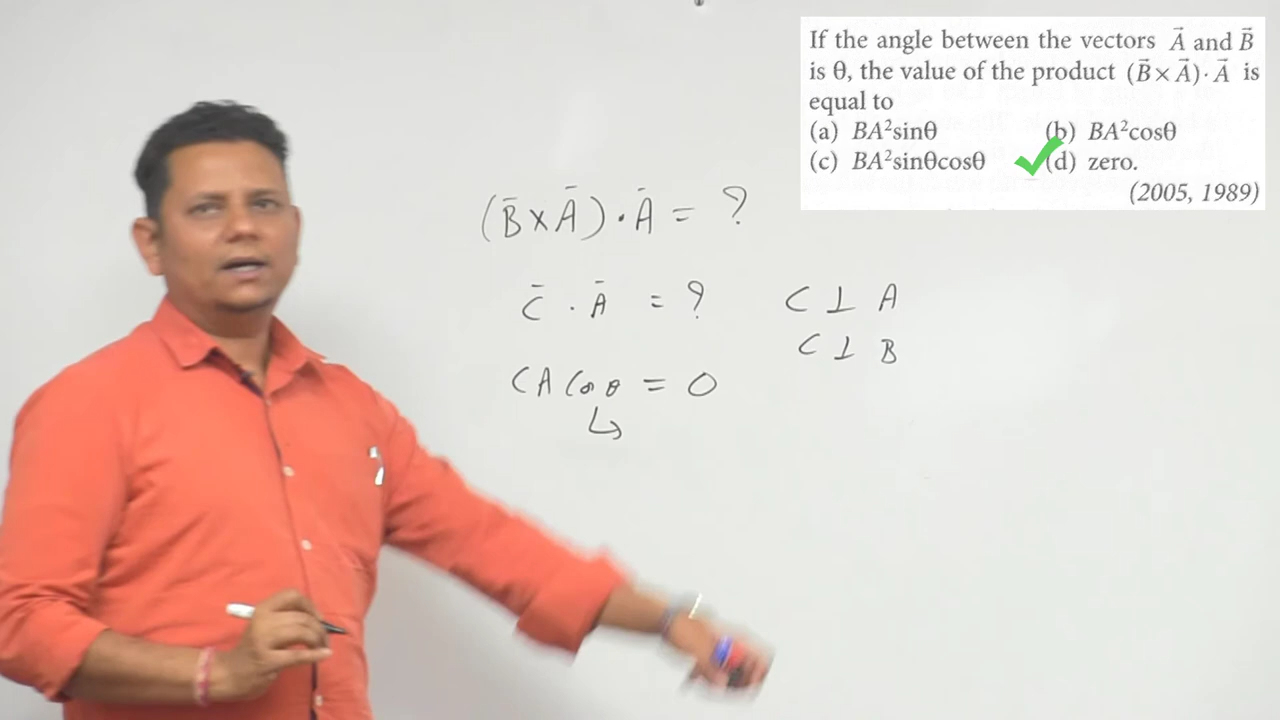 If the angle between the vectors A⃗ and B⃗
is θ, the value of the product (B⃗ × A⃗)· A⃗ is
equal to
(a) BA²sinθ (b) BA²cosθ
(c) BA²sinθcosθ (d) zero.
(2005, 1989)
(B̄ × Ā) · Ā = ?
C̄ · Ā = ? C ⊥ A
C ⊥ B
CA Cos θ = 0